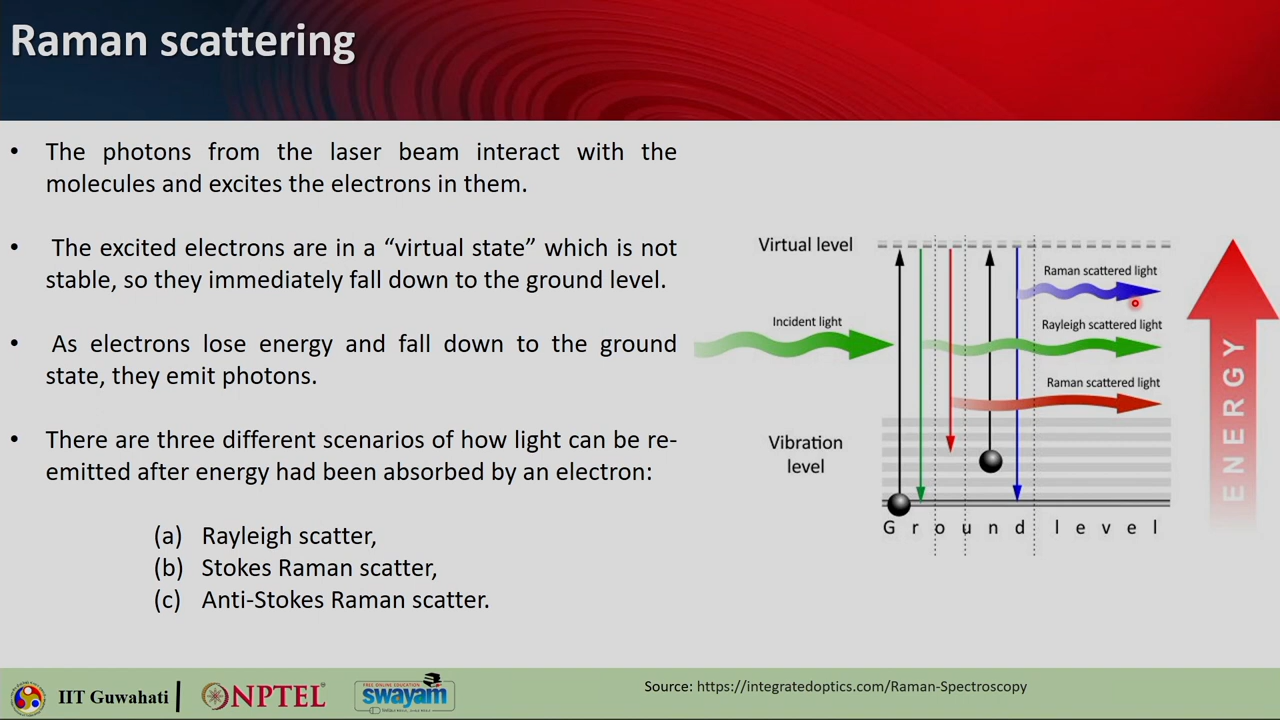 Raman scattering
• The photons from the laser beam interact with the
molecules and excites the electrons in them.
• The excited electrons are in a “virtual state” which is not
stable, so they immediately fall down to the ground level.
• As electrons lose energy and fall down to the ground
state, they emit photons.
• There are three different scenarios of how light can be re-
emitted after energy had been absorbed by an electron:
(a) Rayleigh scatter,
(b) Stokes Raman scatter,
(c) Anti-Stokes Raman scatter.
Virtual level
Raman scattered light
Incident light
Rayleigh scattered light
Raman scattered light
Vibration
level
Ground level
ENERGY
IIT Guwahati
NPTEL
FREE ONLINE EDUCATION
swayam
Source: https://integratedoptics.com/Raman-Spectroscopy